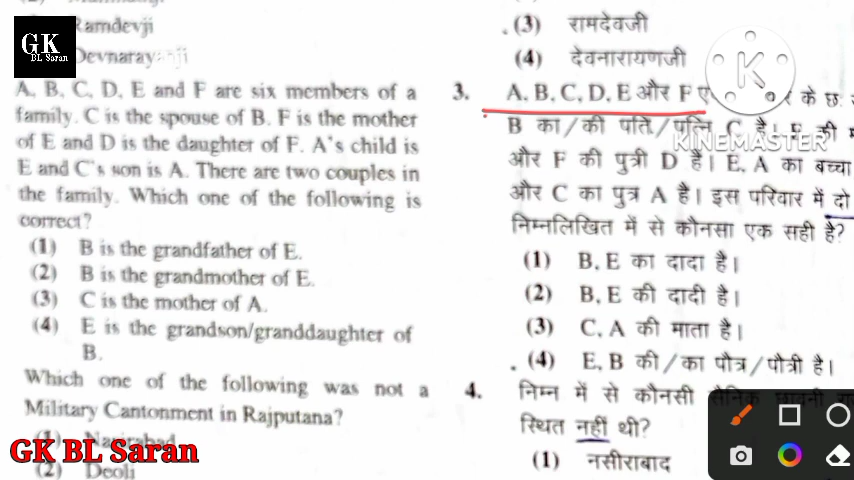 GK
BL Saran
Ramdevji
Devnarayanji
A, B, C, D, E and F are six members of a
family. C is the spouse of B. F is the mother
of E and D is the daughter of F. A's child is
E and C's son is A. There are two couples in
the family. Which one of the following is
correct?
(1) B is the grandfather of E.
(2) B is the grandmother of E.
(3) C is the mother of A.
(4) E is the grandson/granddaughter of
B.
Which one of the following was not a
Military Cantonment in Rajputana?
(2) Deoli
GK BL Saran
(3) रामदेवजी
(4) देवनारायणजी
3. A, B, C, D, E और F के छः
B का/की पति/पत्नि C है। की
और F की पुत्री D है। E, A का बच्चा
और C का पुत्र A है। इस परिवार में दो
निम्नलिखित में से कौनसा एक सही है?
(1) B, E का दादा है।
(2) B, E की दादी है।
(3) C, A की माता है।
(4) E, B की/का पौत्र/पौत्री है।
4. निम्न में से कौनसी सैनिक
स्थित नहीं थी?
(1) नसीराबाद
K
KINEMASTER